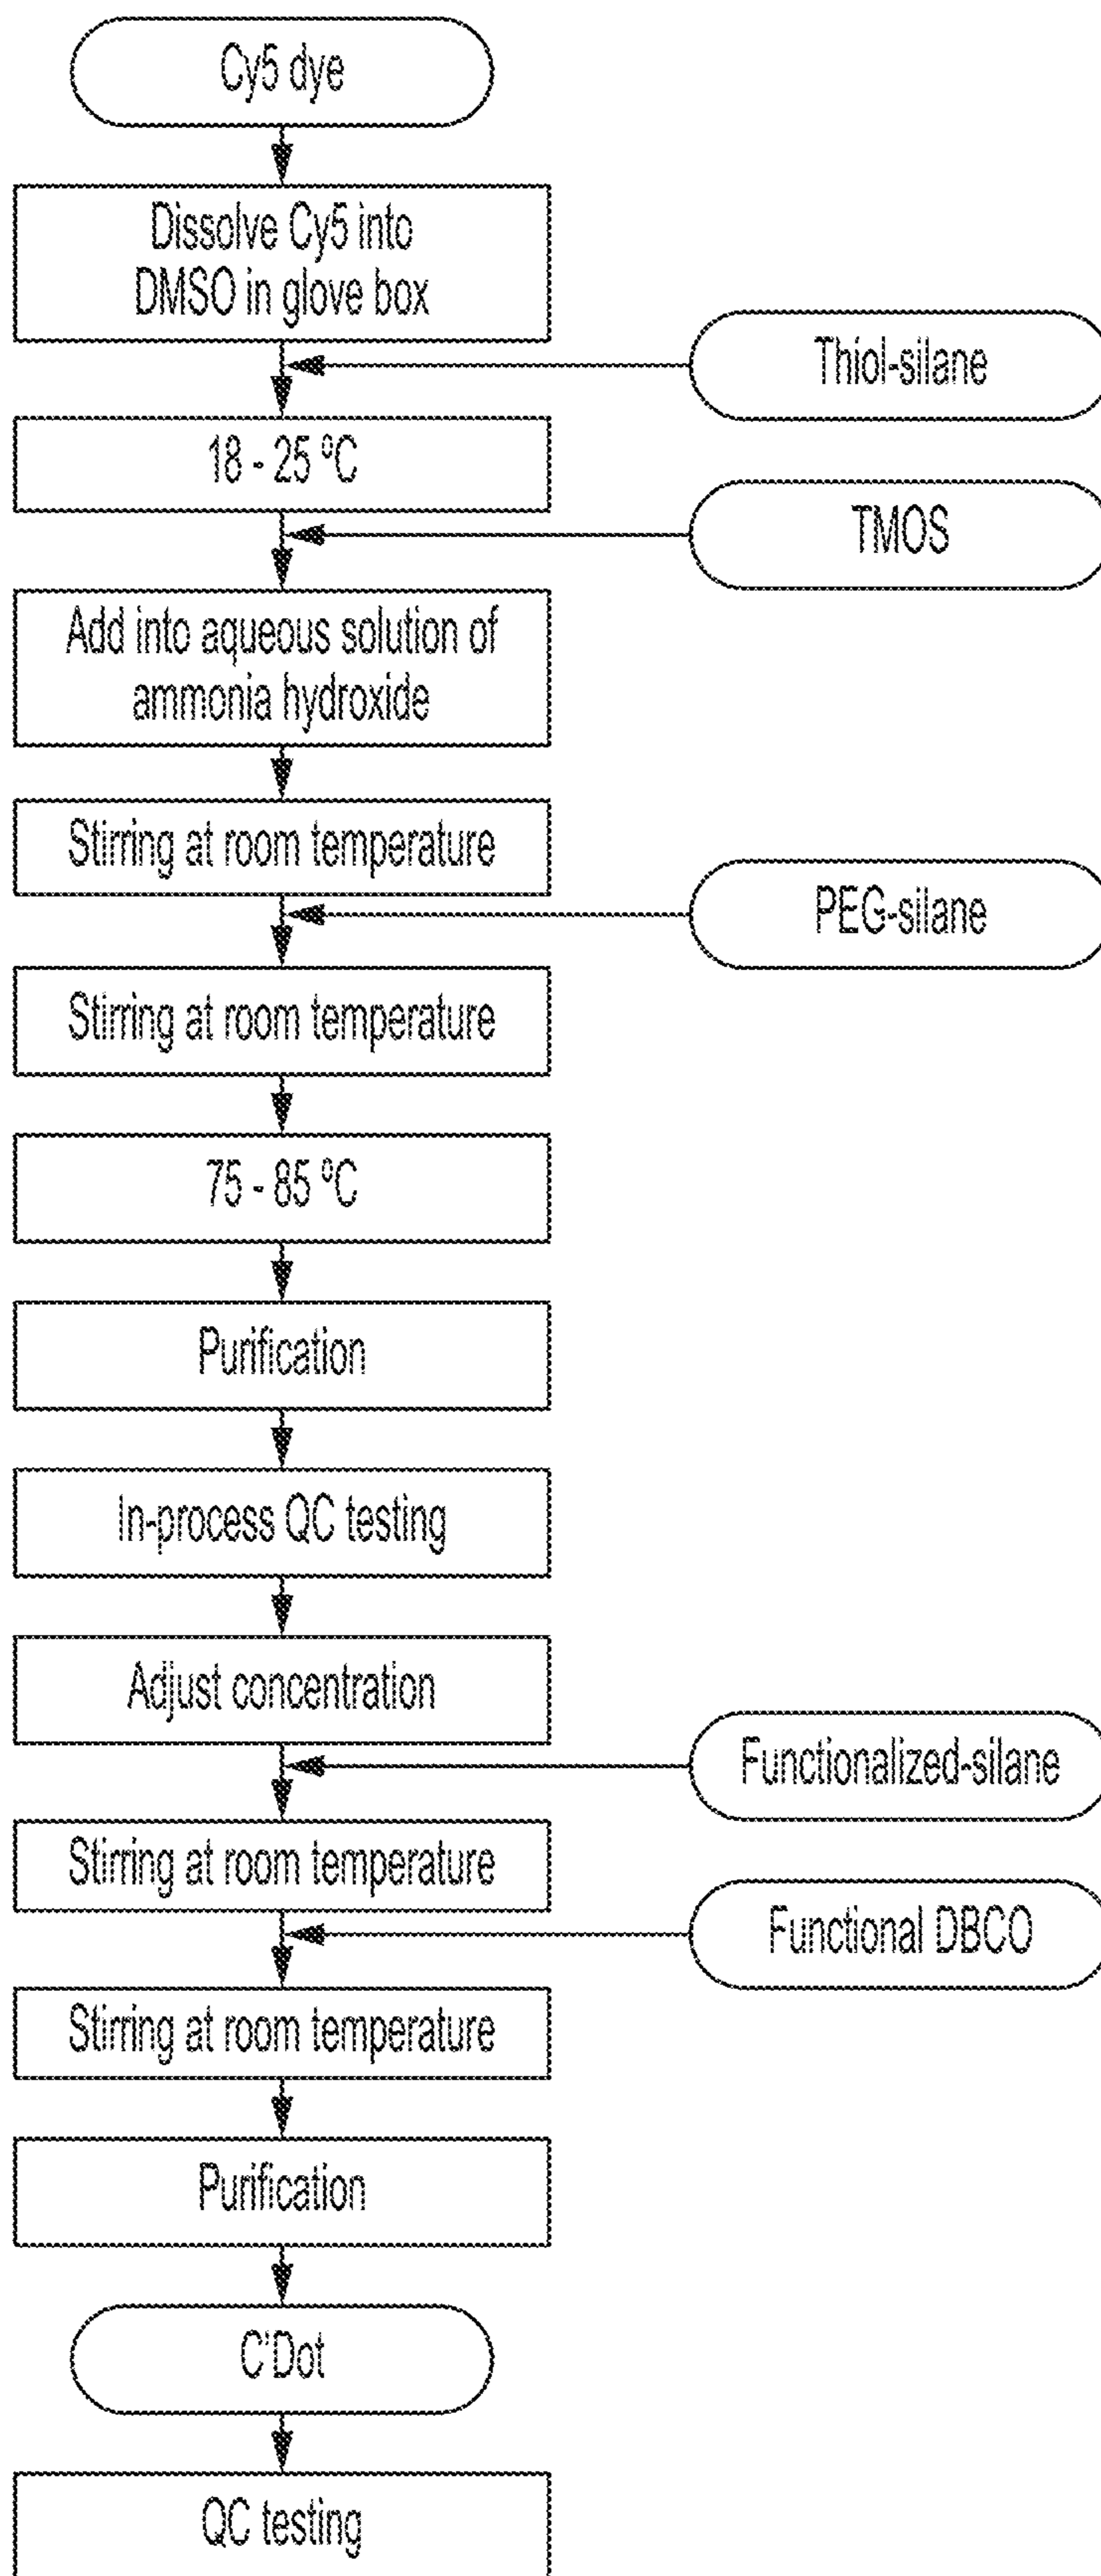 Cy5 dye
Dissolve Cy5 into
DMSO in glove box
Thiol-silane
18 - 25 ºC
TMOS
Add into aqueous solution of
ammonia hydroxide
Stirring at room temperature
PEG-silane
Stirring at room temperature
75 - 85 ºC
Purification
In-process QC testing
Adjust concentration
Functionalized-silane
Stirring at room temperature
Functional DBCO
Stirring at room temperature
Purification
C'Dot
QC testing